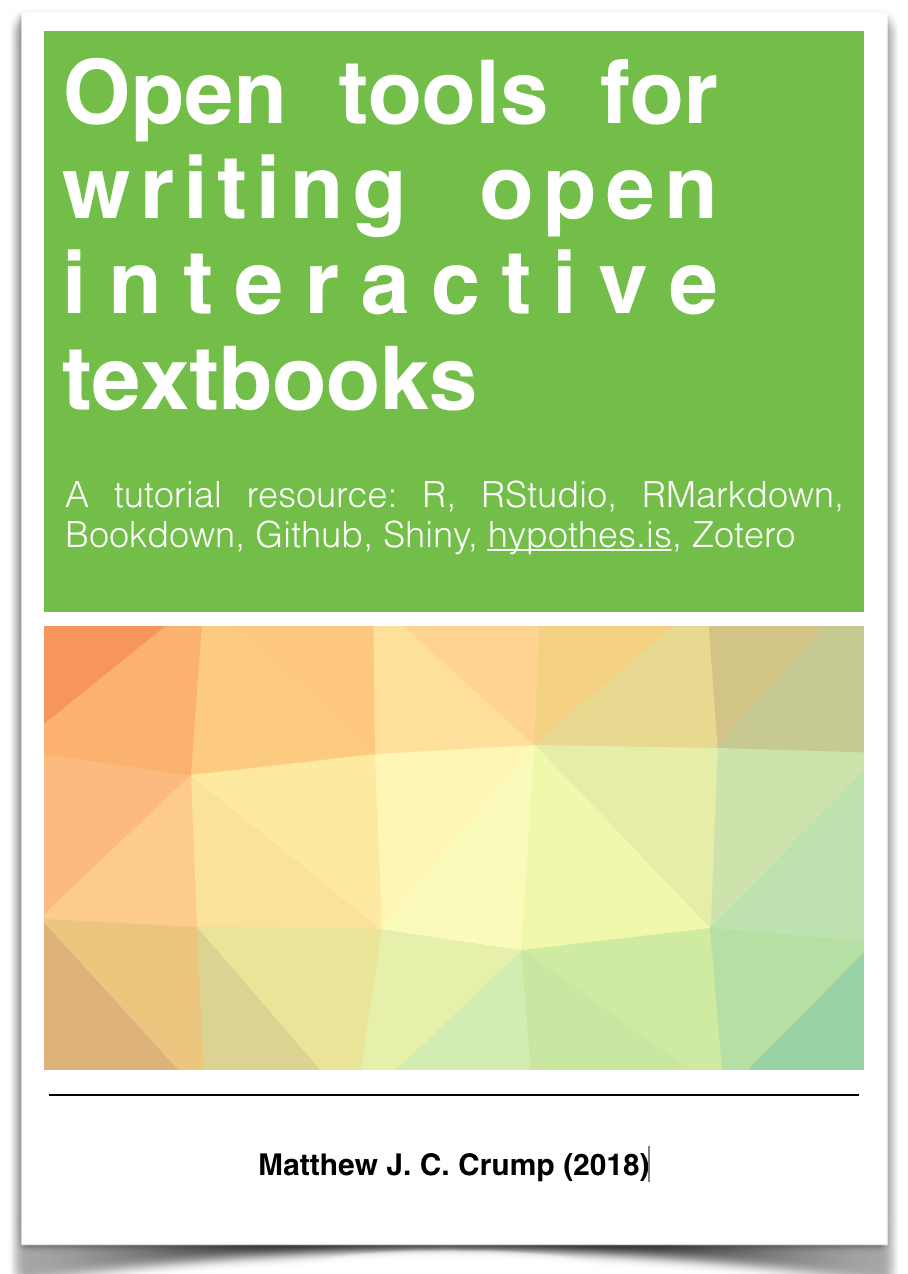 Open tools for
writing open
interactive
textbooks
A tutorial resource: R, RStudio, RMarkdown,
Bookdown, Github, Shiny, hypothes.is, Zotero
Matthew J. C. Crump (2018)